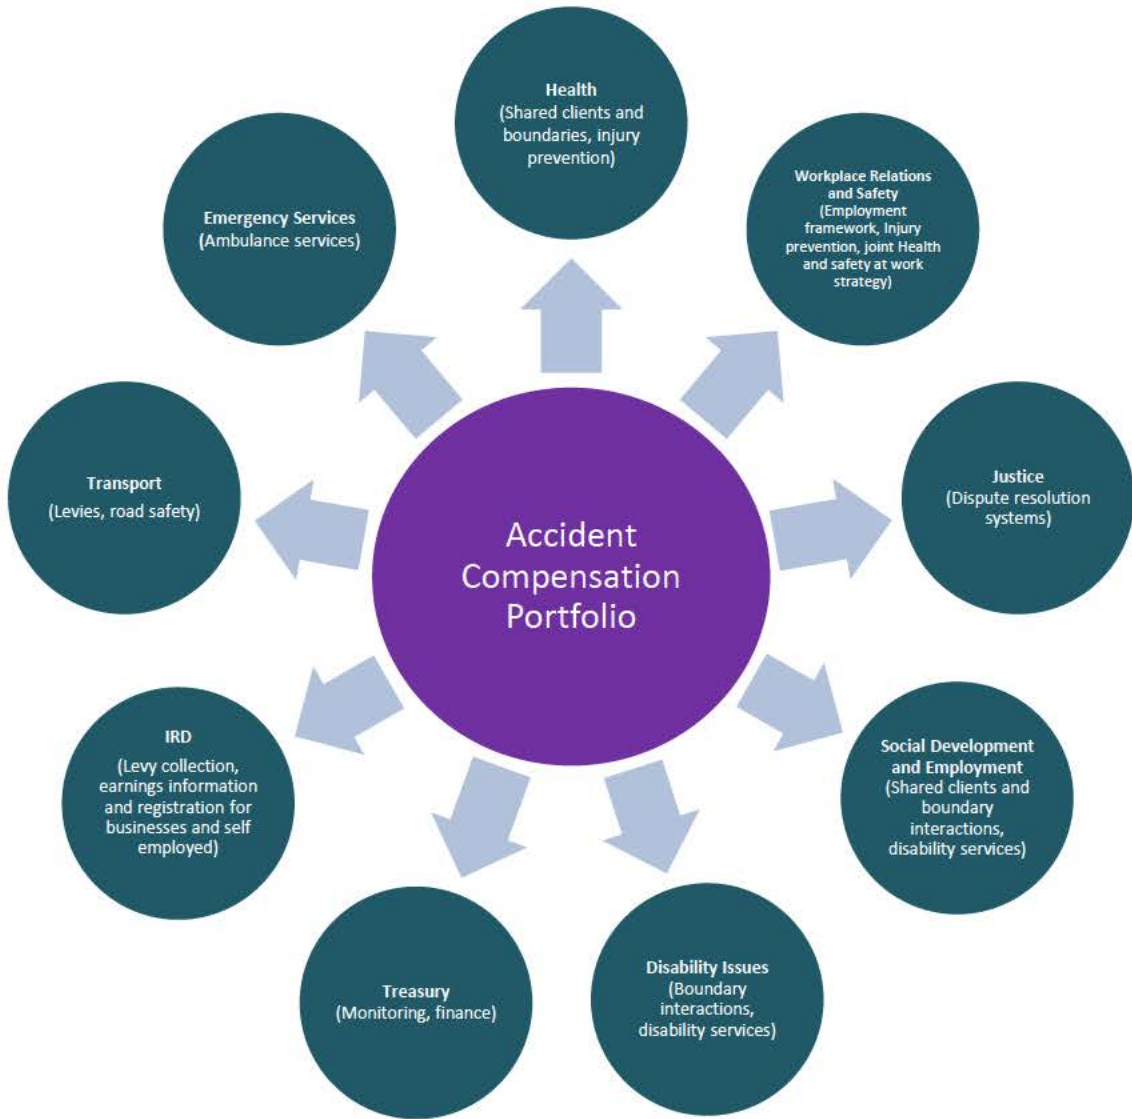 Health
(Shared clients and
boundaries, injury
prevention)
Workplace Relations
and Safety
(Employment
framework, Injury
prevention, joint Health
and safety at work
strategy)
Justice
(Dispute resolution
systems)
Social Development
and Employment
(Shared clients and
boundary
interactions,
disability services)
Disability Issues
(Boundary
interactions,
disability services)
Treasury
(Monitoring, finance)
IRD
(Levy collection,
earnings information
and registration for
businesses and self
employed)
Transport
(Levies, road safety)
Emergency Services
(Ambulance services)
Accident
Compensation
Portfolio